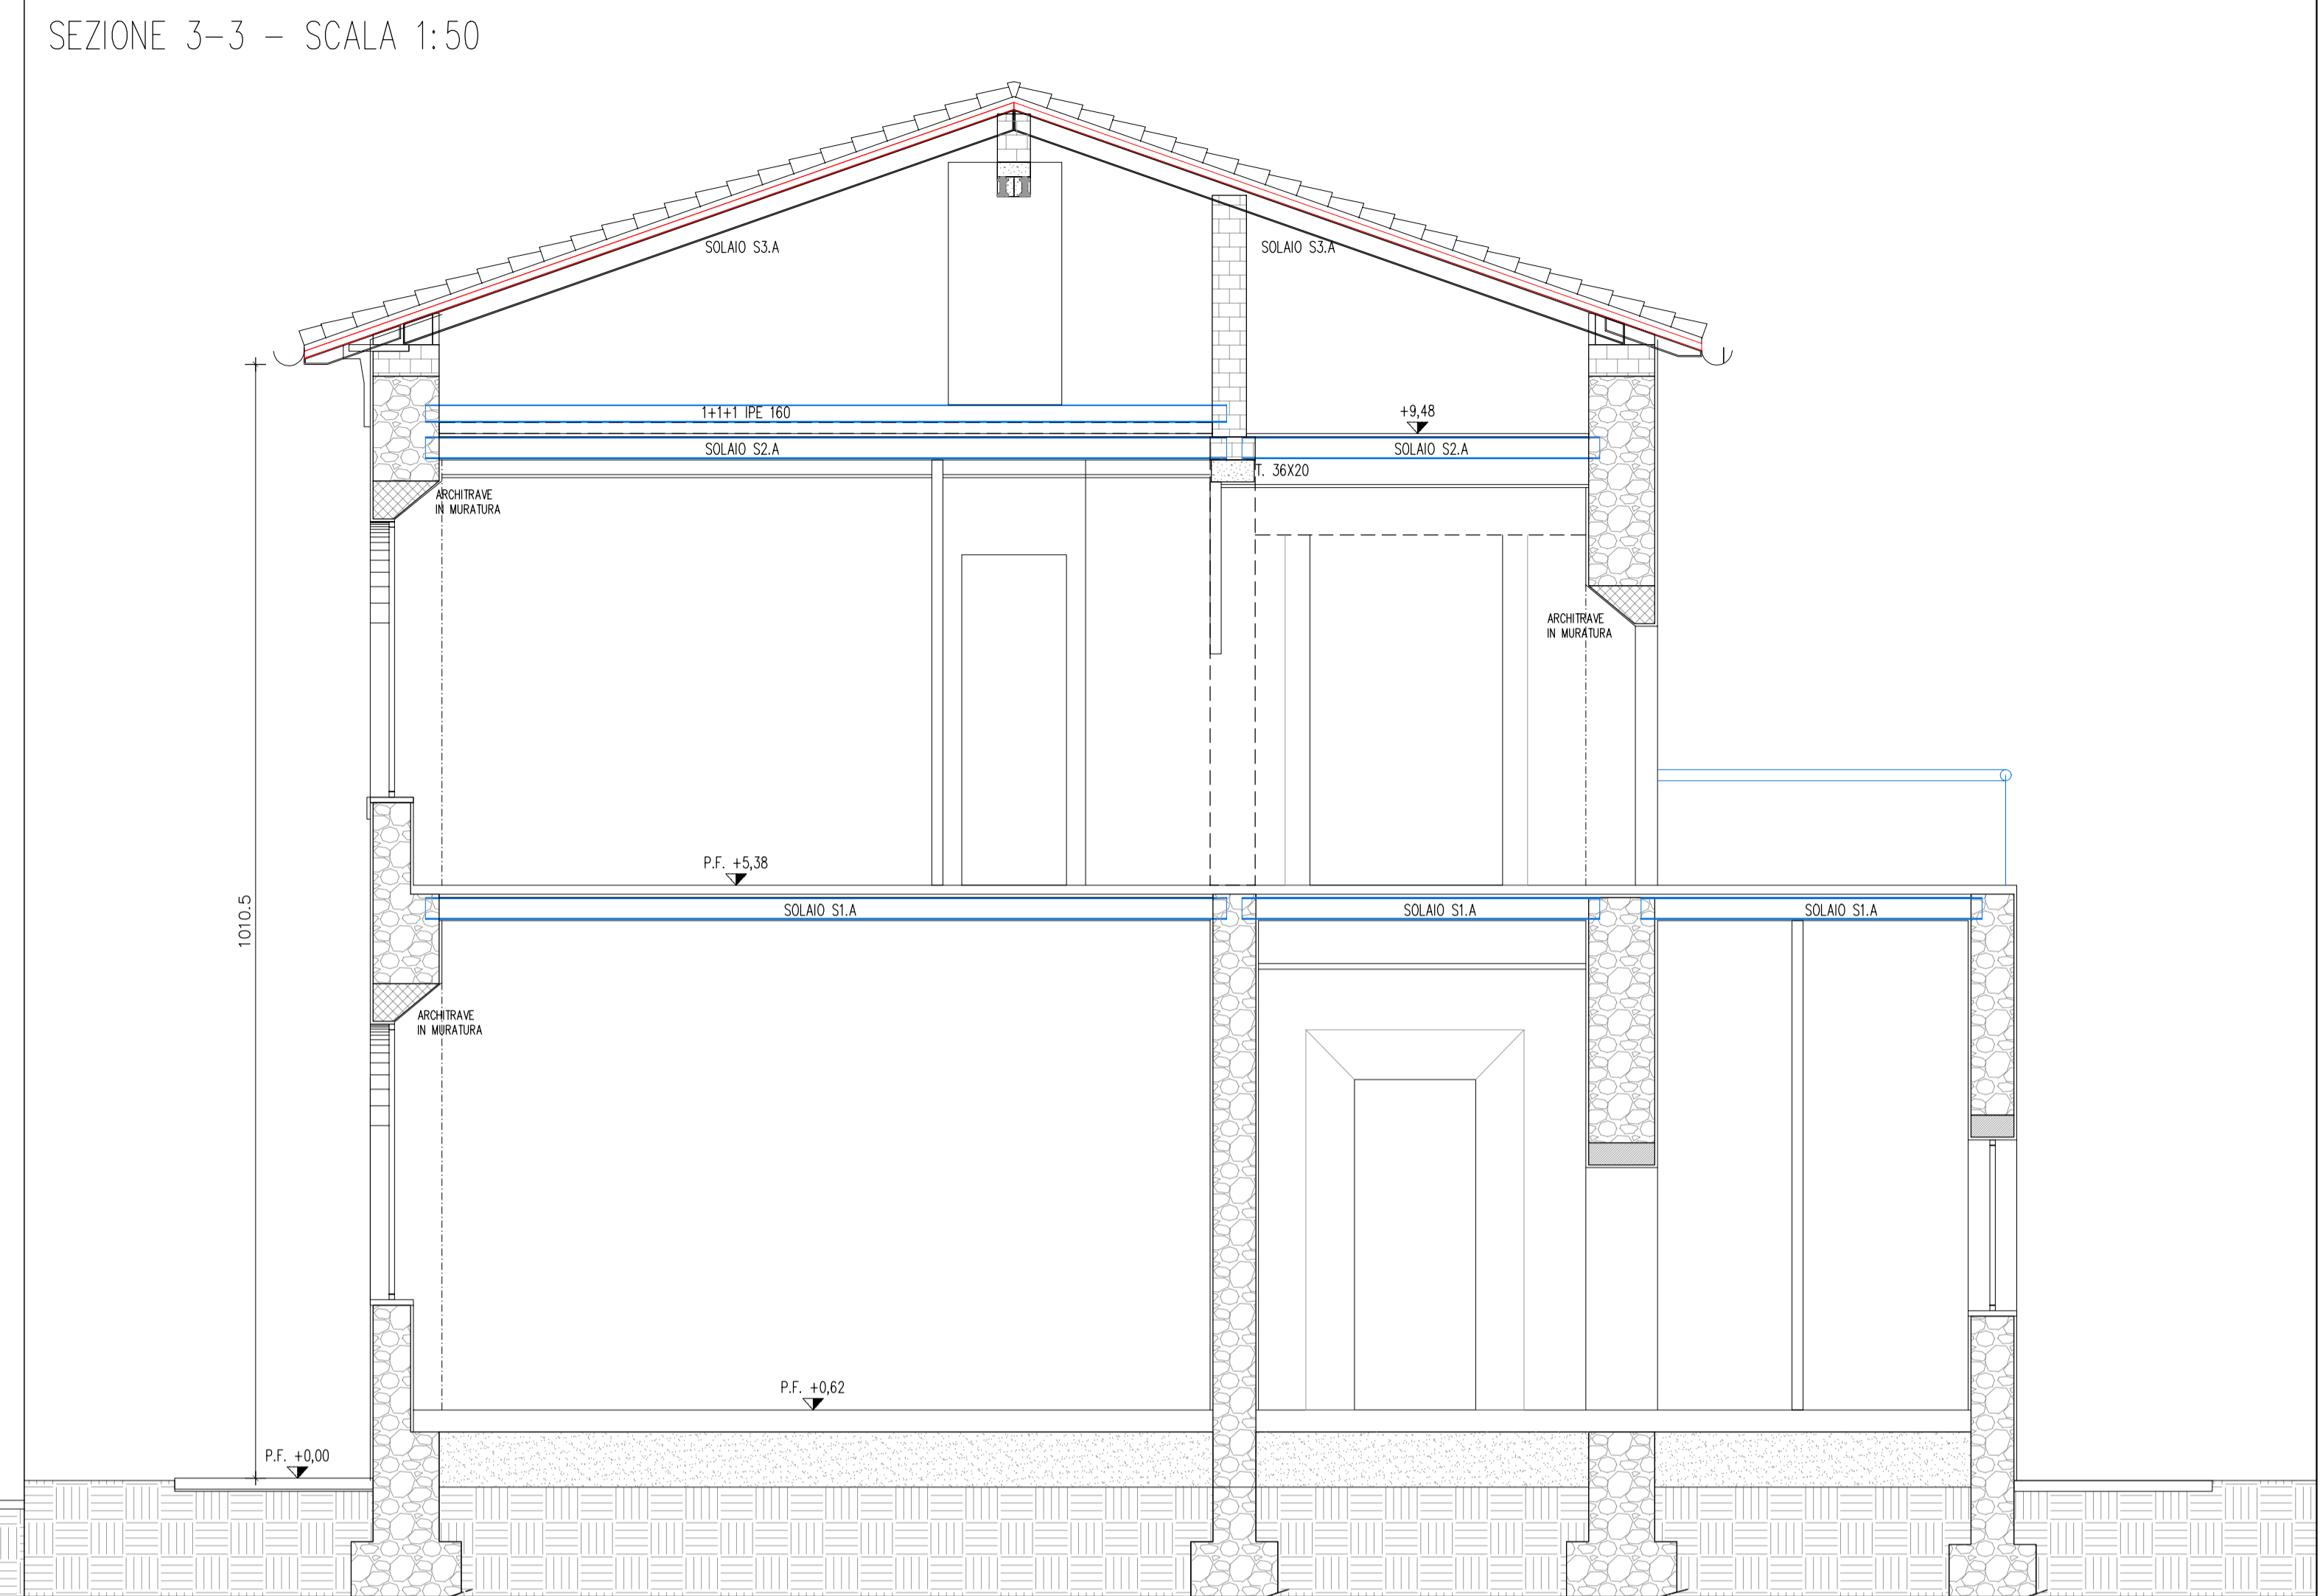 SEZIONE 3-3 - SCALA 1:50
SOLAIO S3.A
SOLAIO S3.A
1+1+1 IPE 160
+9,48
SOLAIO S2.A
SOLAIO S2.A
T. 36X20
ARCHITRAVE
IN MURATURA
ARCHITRAVE
IN MURATURA
P.F. +5,38
SOLAIO S1.A
SOLAIO S1.A
SOLAIO S1.A
1010.5
ARCHITRAVE
IN MURATURA
P.F. +0,62
P.F. +0,00